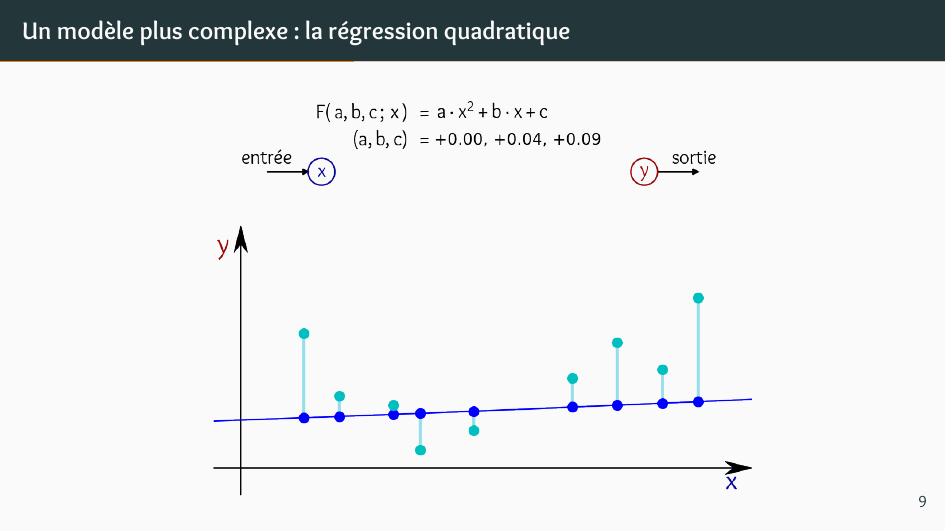 Un modèle plus complexe : la régression quadratique
F(a,b,c; x) = a · x² + b · x + c
(a,b,c) = +0.00, +0.04, +0.09
entrée x y sortie
y
x
9